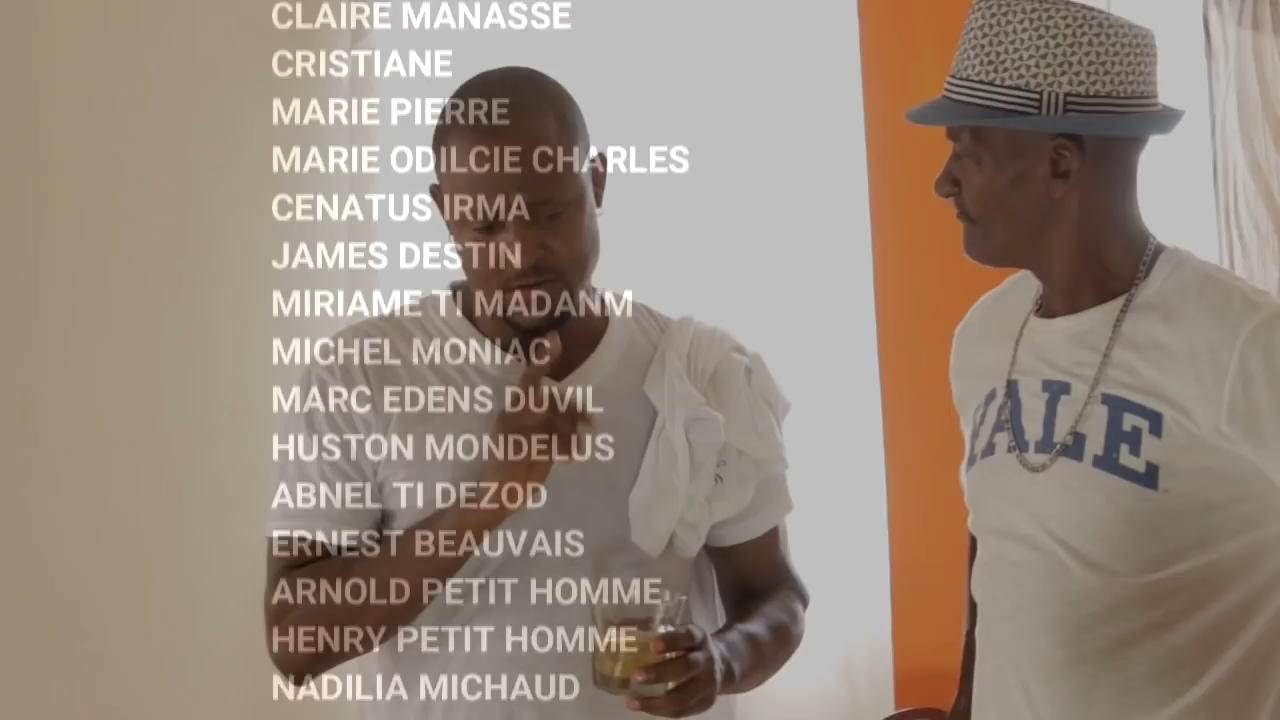 CLAIRE MANASSE
CRISTIANE
MARIE PIERRE
MARIE ODILCIE CHARLES
CENATUS IRMA
JAMES DESTIN
MIRIAME TI MADANM
MICHEL MONIAC
MARC EDENS DUVIL
HUSTON MONDELUS
ABNEL TI DEZOD
ERNEST BEAUVAIS
ARNOLD PETIT HOMME
HENRY PETIT HOMME
NADILIA MICHAUD
YALE